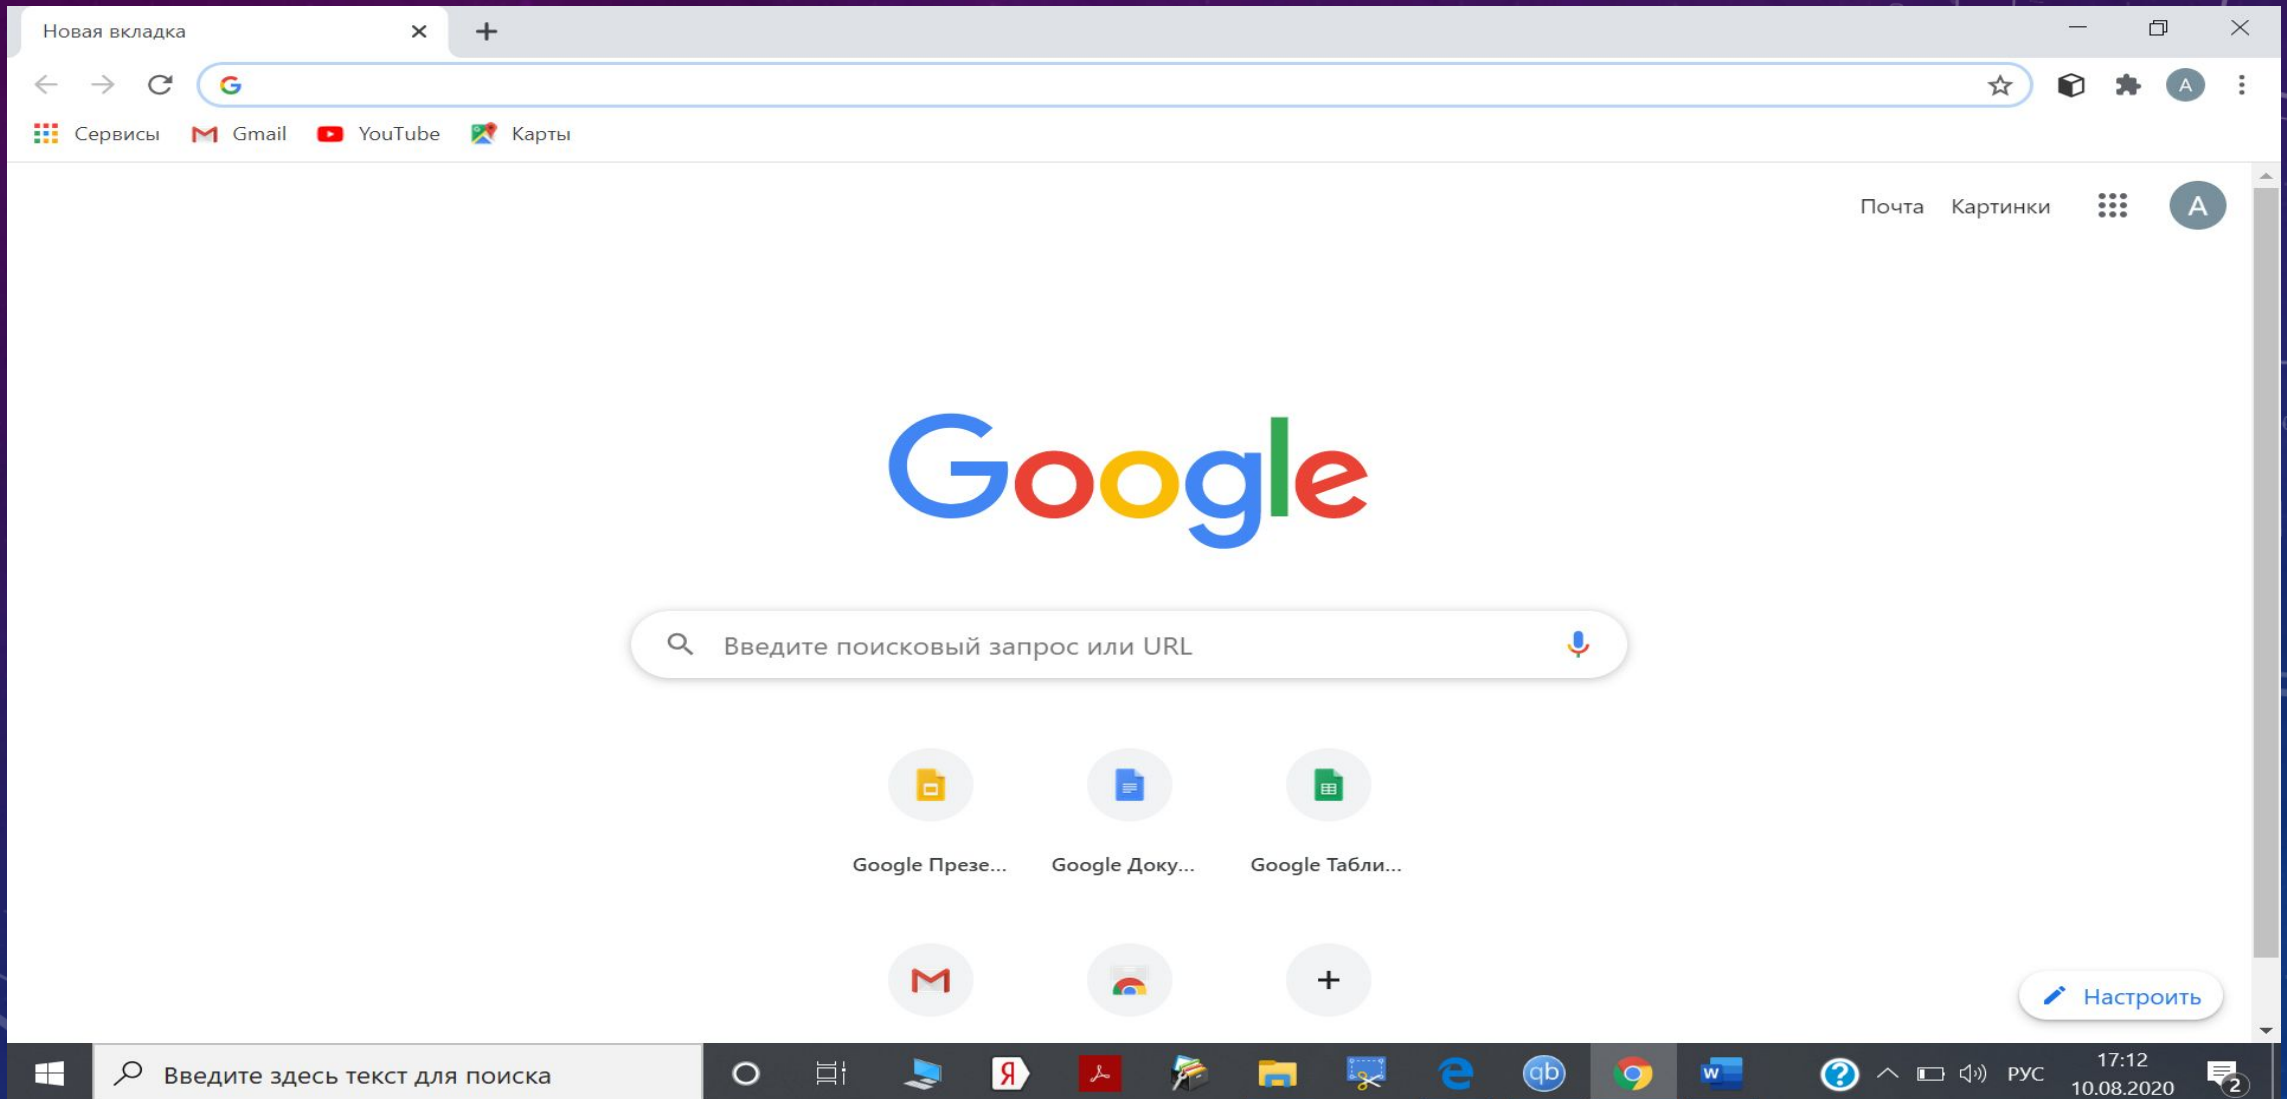 Новая вкладка
Сервисы Gmail YouTube Карты
Почта Картинки A
A
Google
Введите поисковый запрос или URL
Google Презе... Google Доку... Google Табли...
Настроить
Введите здесь текст для поиска
Я
qb
W
РУС
17:12
10.08.2020
2